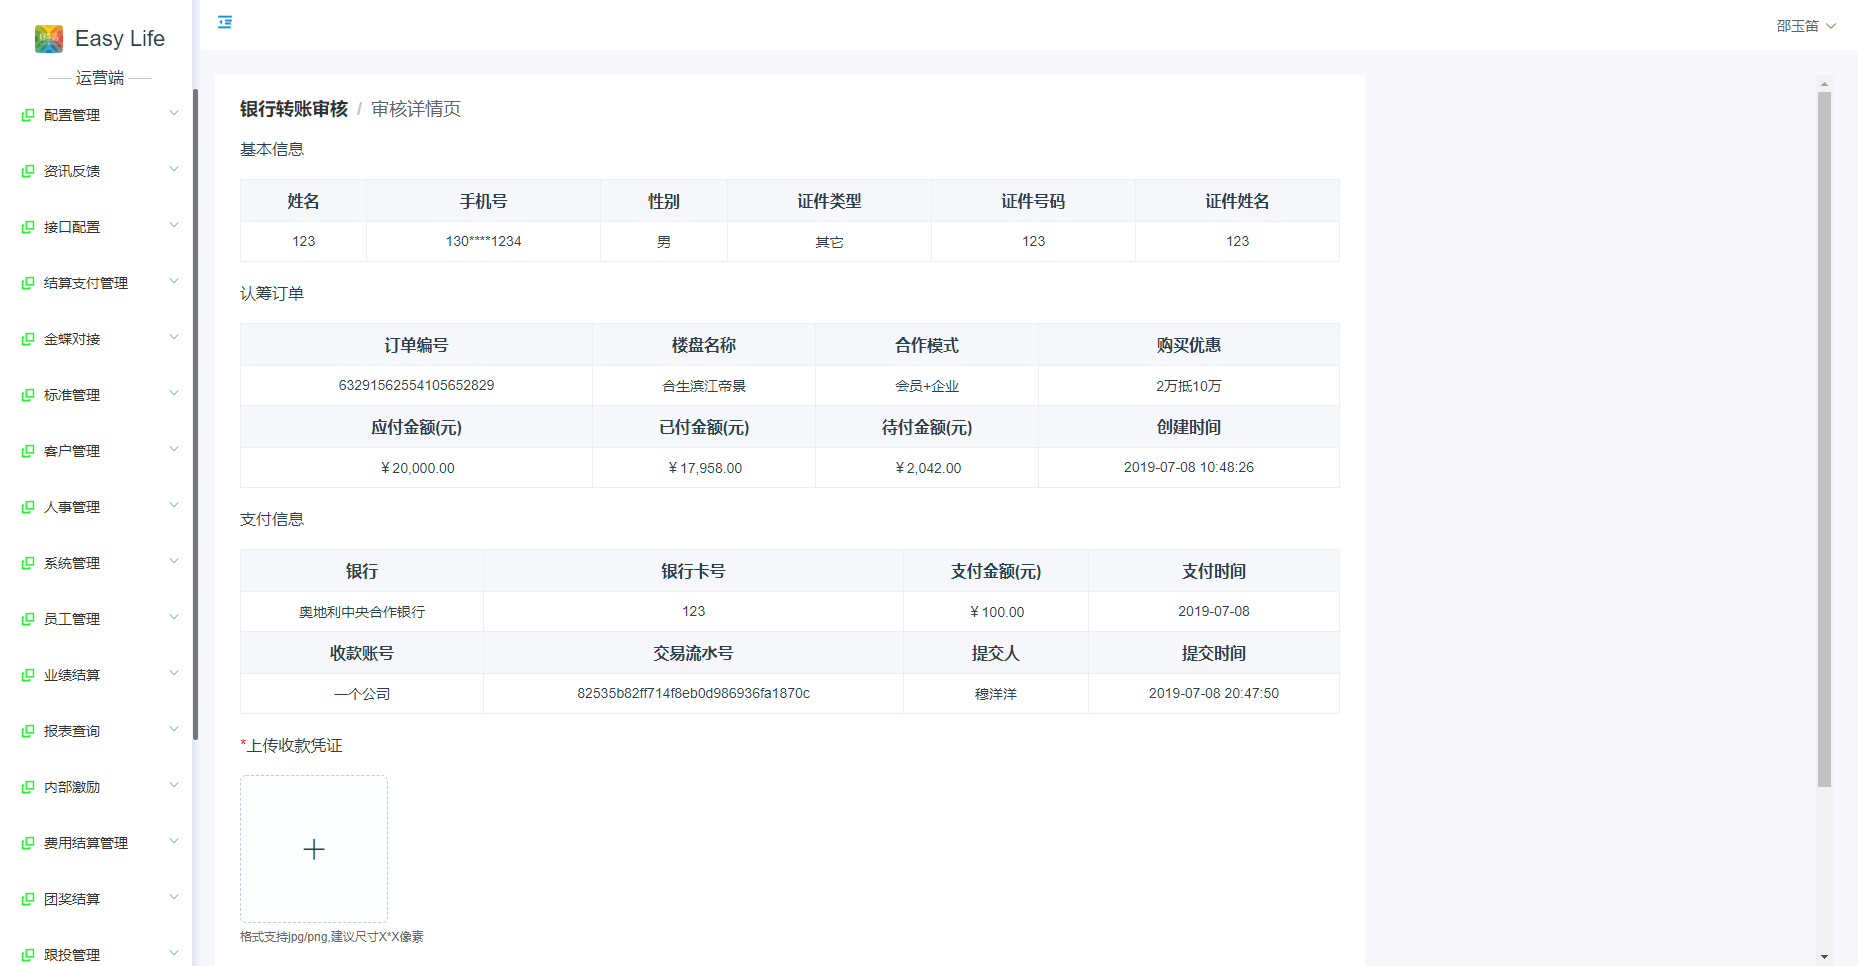 Easy Life
运营端
配置管理
资讯反馈
接口配置
结算支付管理
金蝶对接
标准管理
客户管理
人事管理
系统管理
员工管理
业绩结算
报表查询
内部激励
费用结算管理
团奖结算
跟投管理
邵玉笛
银行转账审核 / 审核详情页
基本信息
姓名 手机号 性别 证件类型 证件号码 证件姓名
123 130****1234 男 其它 123 123
认筹订单
订单编号 楼盘名称 合作模式 购买优惠
63291562554105652829 合生滨江帝景 会员+企业 2万抵10万
应付金额(元) 已付金额(元) 待付金额(元) 创建时间
¥20,000.00 ¥17,958.00 ¥2,042.00 2019-07-08 10:48:26
支付信息
银行 银行卡号 支付金额(元) 支付时间
奥地利中央合作银行 123 ¥100.00 2019-07-08
收款账号 交易流水号 提交人 提交时间
一个公司 82535b82ff714f8eb0d986936fa1870c 穆洋洋 2019-07-08 20:47:50
*上传收款凭证
格式支持jpg/png,建议尺寸X*X像素